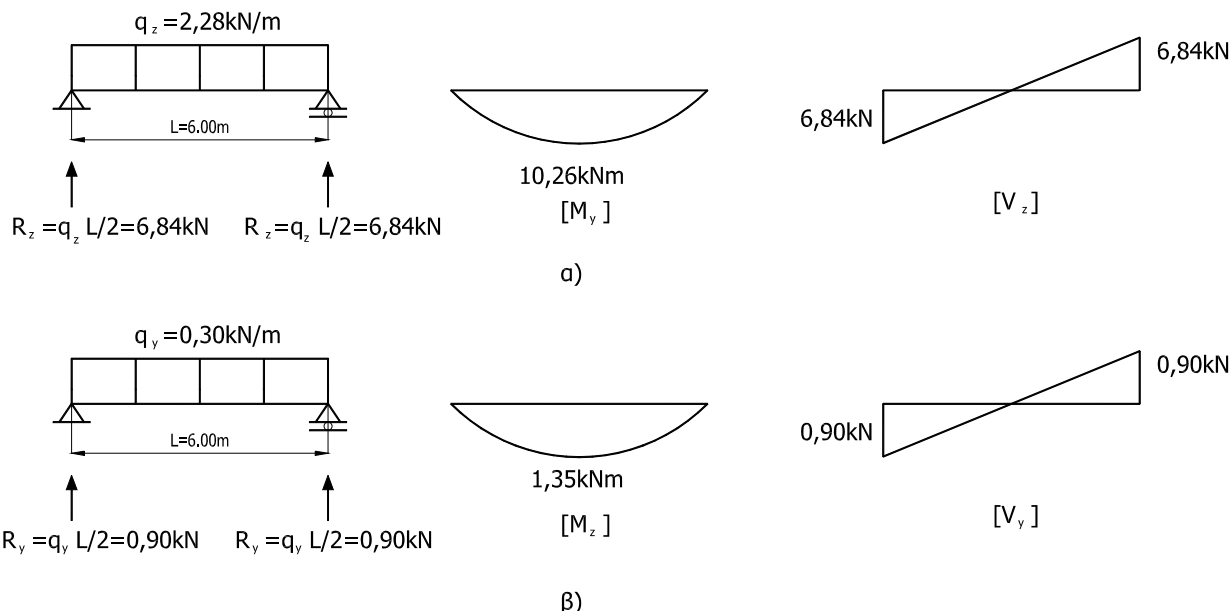 q z =2,28kN/m
L=6.00m
R z =q z L/2=6,84kN R z =q z L/2=6,84kN
10,26kNm
[M y ]
6,84kN
6,84kN
[V z ]
α)
q y =0,30kN/m
L=6.00m
R y =q y L/2=0,90kN R y =q y L/2=0,90kN
1,35kNm
[M z ]
0,90kN
0,90kN
[V y ]
β)